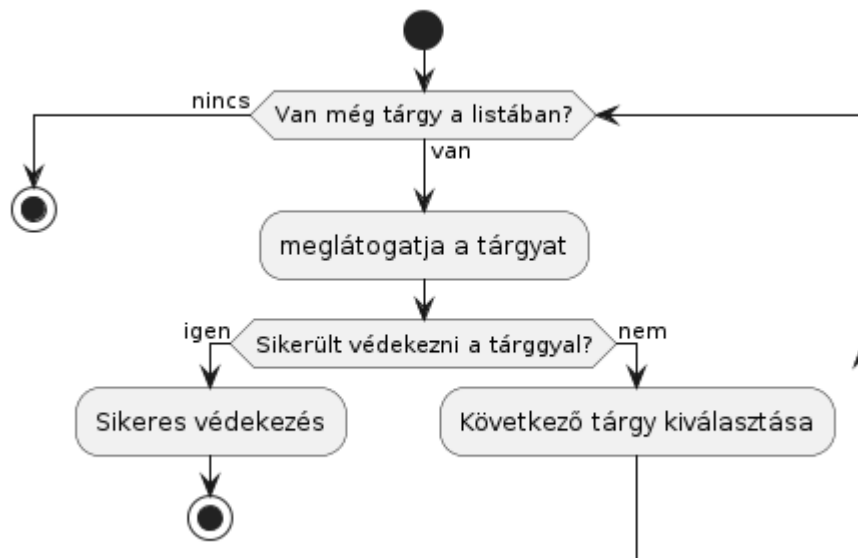 nincs
Van még tárgy a listában?
van
meglátogatja a tárgyat
igen
Sikerült védekezni a tárggyal?
nem
Sikeres védekezés
Következő tárgy kiválasztása